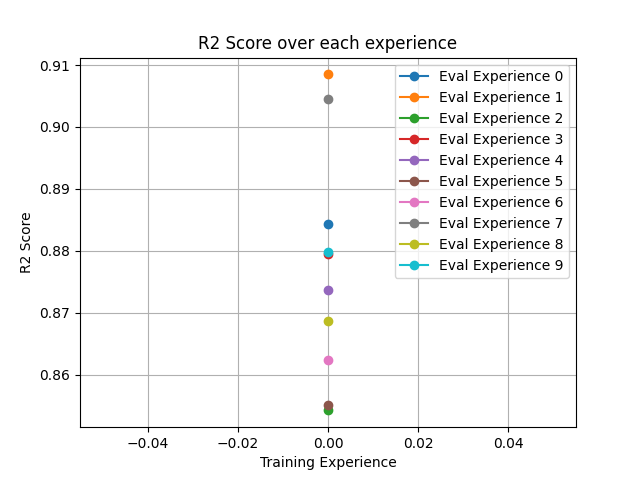 R2 Score over each experience
R2 Score
0.91
0.90
0.89
0.88
0.87
0.86
Eval Experience 0
Eval Experience 1
Eval Experience 2
Eval Experience 3
Eval Experience 4
Eval Experience 5
Eval Experience 6
Eval Experience 7
Eval Experience 8
Eval Experience 9
−0.04 −0.02 0.00 0.02 0.04
Training Experience